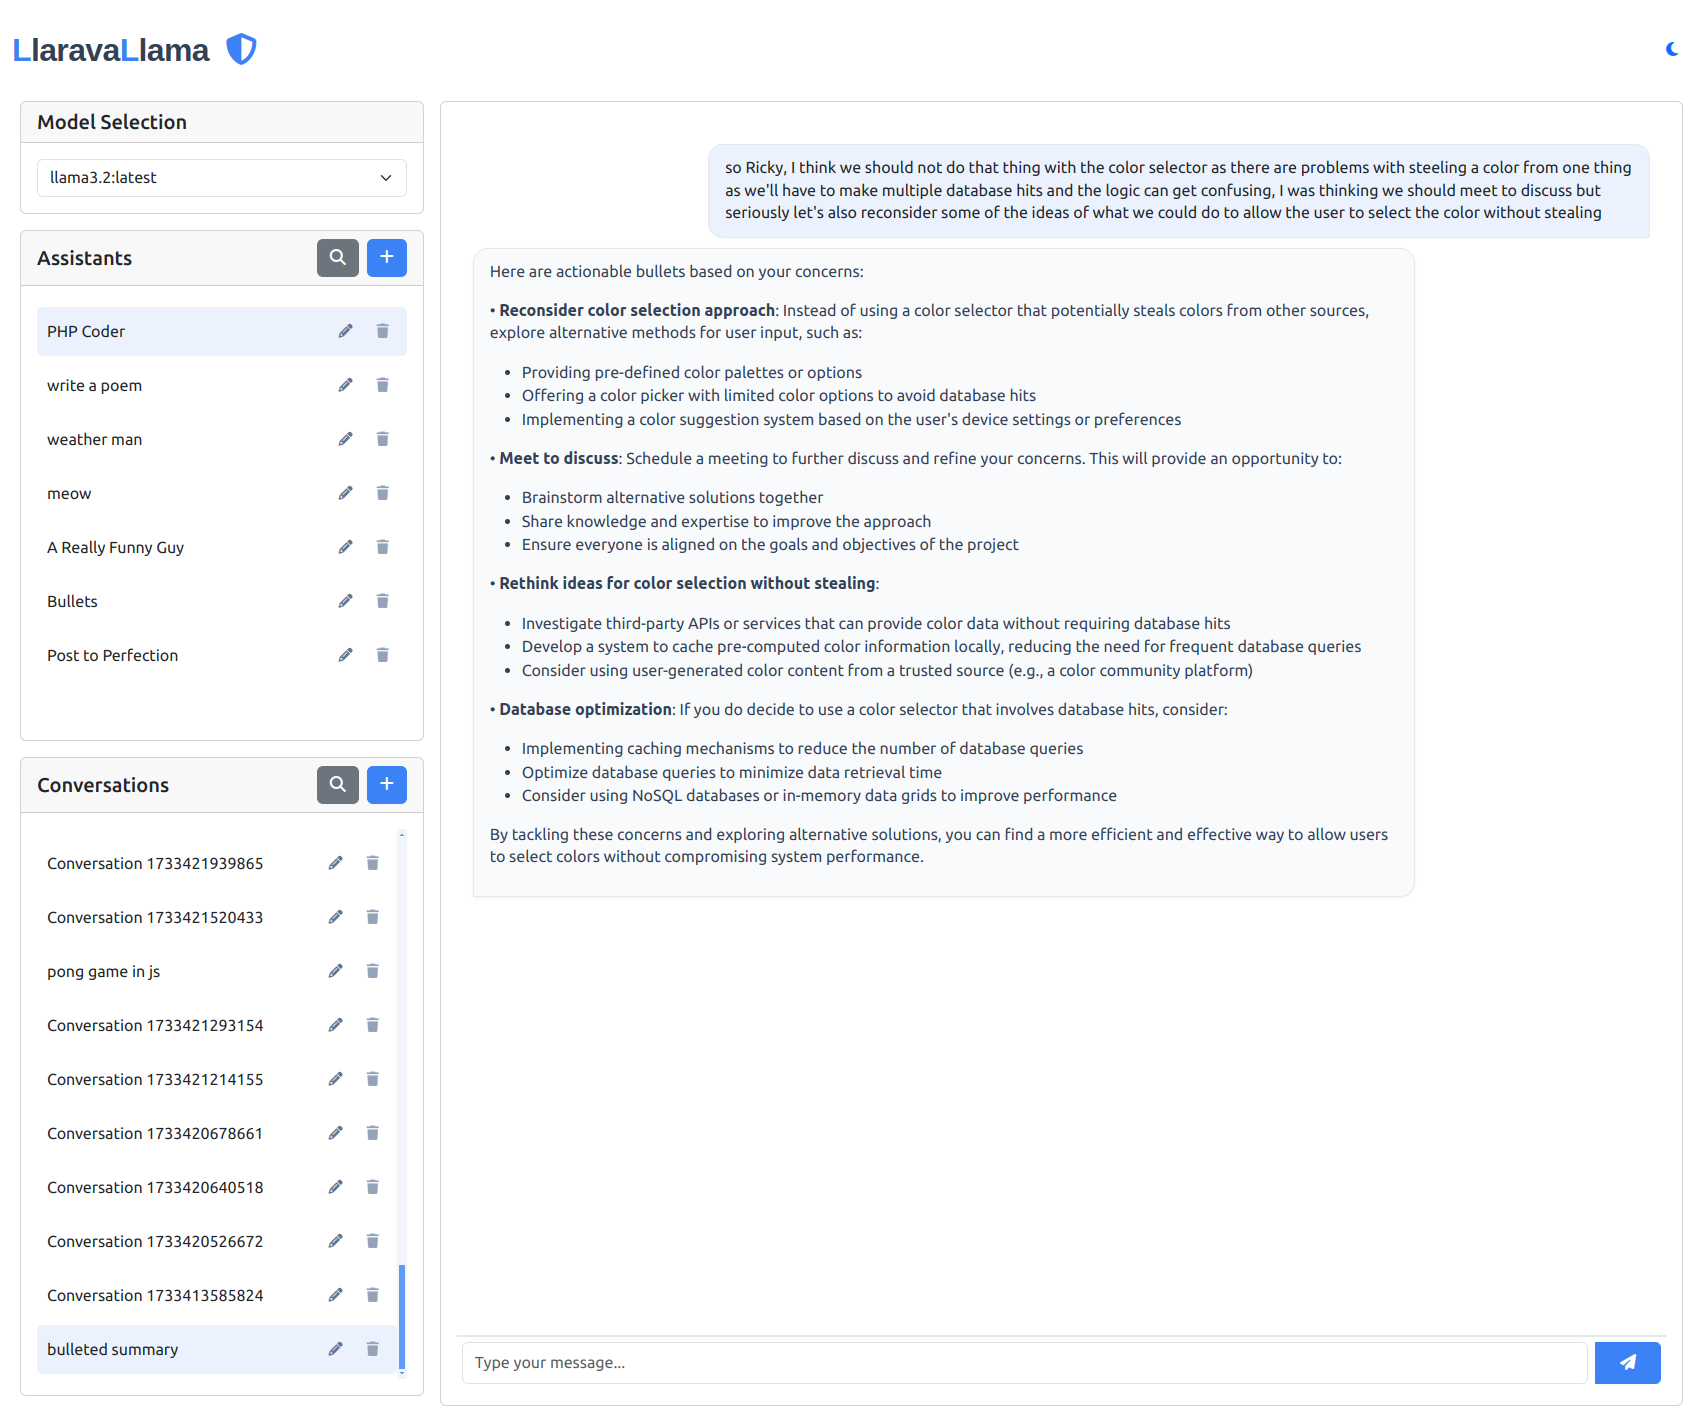 LlaravaLlama
Model Selection
llama3.2:latest
Assistants
PHP Coder
write a poem
weather man
meow
A Really Funny Guy
Bullets
Post to Perfection
Conversations
Conversation 1733421939865
Conversation 1733421520433
pong game in js
Conversation 1733421293154
Conversation 1733421214155
Conversation 1733420678661
Conversation 1733420640518
Conversation 1733420526672
Conversation 1733413585824
bulleted summary
so Ricky, I think we should not do that thing with the color selector as there are problems with steeling a color from one thing
as we'll have to make multiple database hits and the logic can get confusing, I was thinking we should meet to discuss but
seriously let's also reconsider some of the ideas of what we could do to allow the user to select the color without stealing
Here are actionable bullets based on your concerns:
• Reconsider color selection approach: Instead of using a color selector that potentially steals colors from other sources,
explore alternative methods for user input, such as:
• Providing pre-defined color palettes or options
• Offering a color picker with limited color options to avoid database hits
• Implementing a color suggestion system based on the user's device settings or preferences
• Meet to discuss: Schedule a meeting to further discuss and refine your concerns. This will provide an opportunity to:
• Brainstorm alternative solutions together
• Share knowledge and expertise to improve the approach
• Ensure everyone is aligned on the goals and objectives of the project
• Rethink ideas for color selection without stealing:
• Investigate third-party APIs or services that can provide color data without requiring database hits
• Develop a system to cache pre-computed color information locally, reducing the need for frequent database queries
• Consider using user-generated color content from a trusted source (e.g., a color community platform)
• Database optimization: If you do decide to use a color selector that involves database hits, consider:
• Implementing caching mechanisms to reduce the number of database queries
• Optimize database queries to minimize data retrieval time
• Consider using NoSQL databases or in-memory data grids to improve performance
By tackling these concerns and exploring alternative solutions, you can find a more efficient and effective way to allow users
to select colors without compromising system performance.
Type your message...